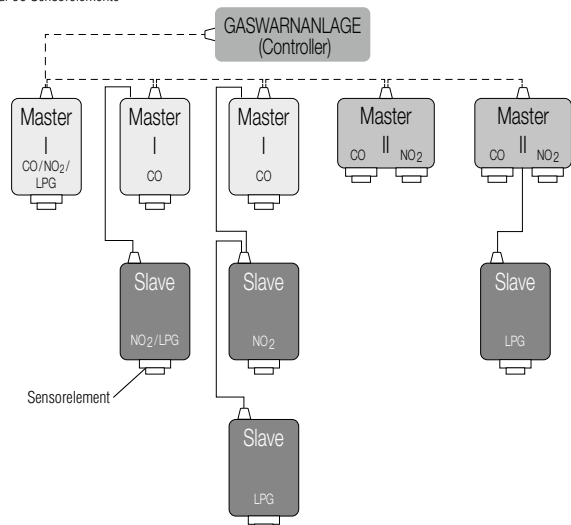 Sensorelemente
GASWARNANLAGE
(Controller)
Master
I
CO/NO2/
LPG
Master
I
CO
Master
I
CO
Master
II
CO NO2
Master
II
CO NO2
Slave
NO2/LPG
Slave
NO2
Slave
LPG
Sensorelement
Slave
LPG